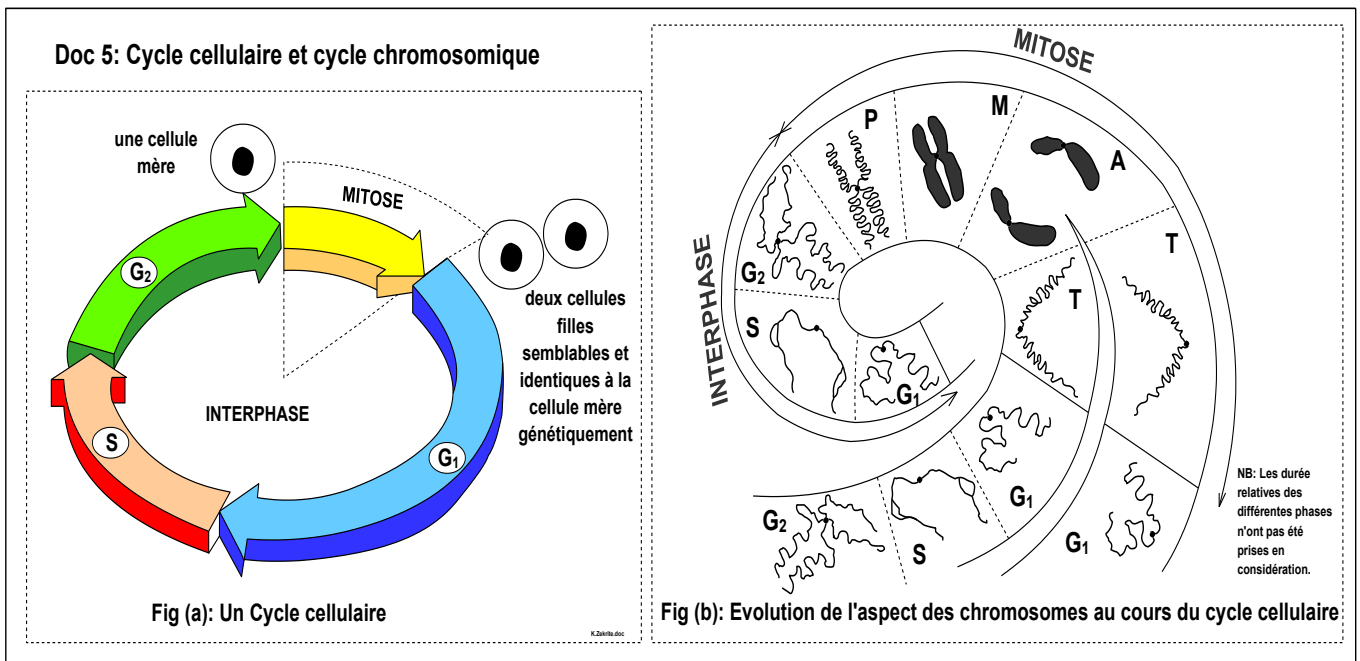 Doc 5: Cycle cellulaire et cycle chromosomique
une cellule
mère
MITOSE
G₂
INTERPHASE
S
G₁
deux cellules
filles
semblables et
identiques à la
cellule mère
génétiquement
Fig (a): Un Cycle cellulaire
K.Zekrite.doc
MITOSE
INTERPHASE
P
M
A
T
T
G₂
S
G₁
G₁
S
G₂
G₁
NB: Les durée
relatives des
différentes phases
n'ont pas été
prises en
considération.
Fig (b): Evolution de l'aspect des chromosomes au cours du cycle cellulaire